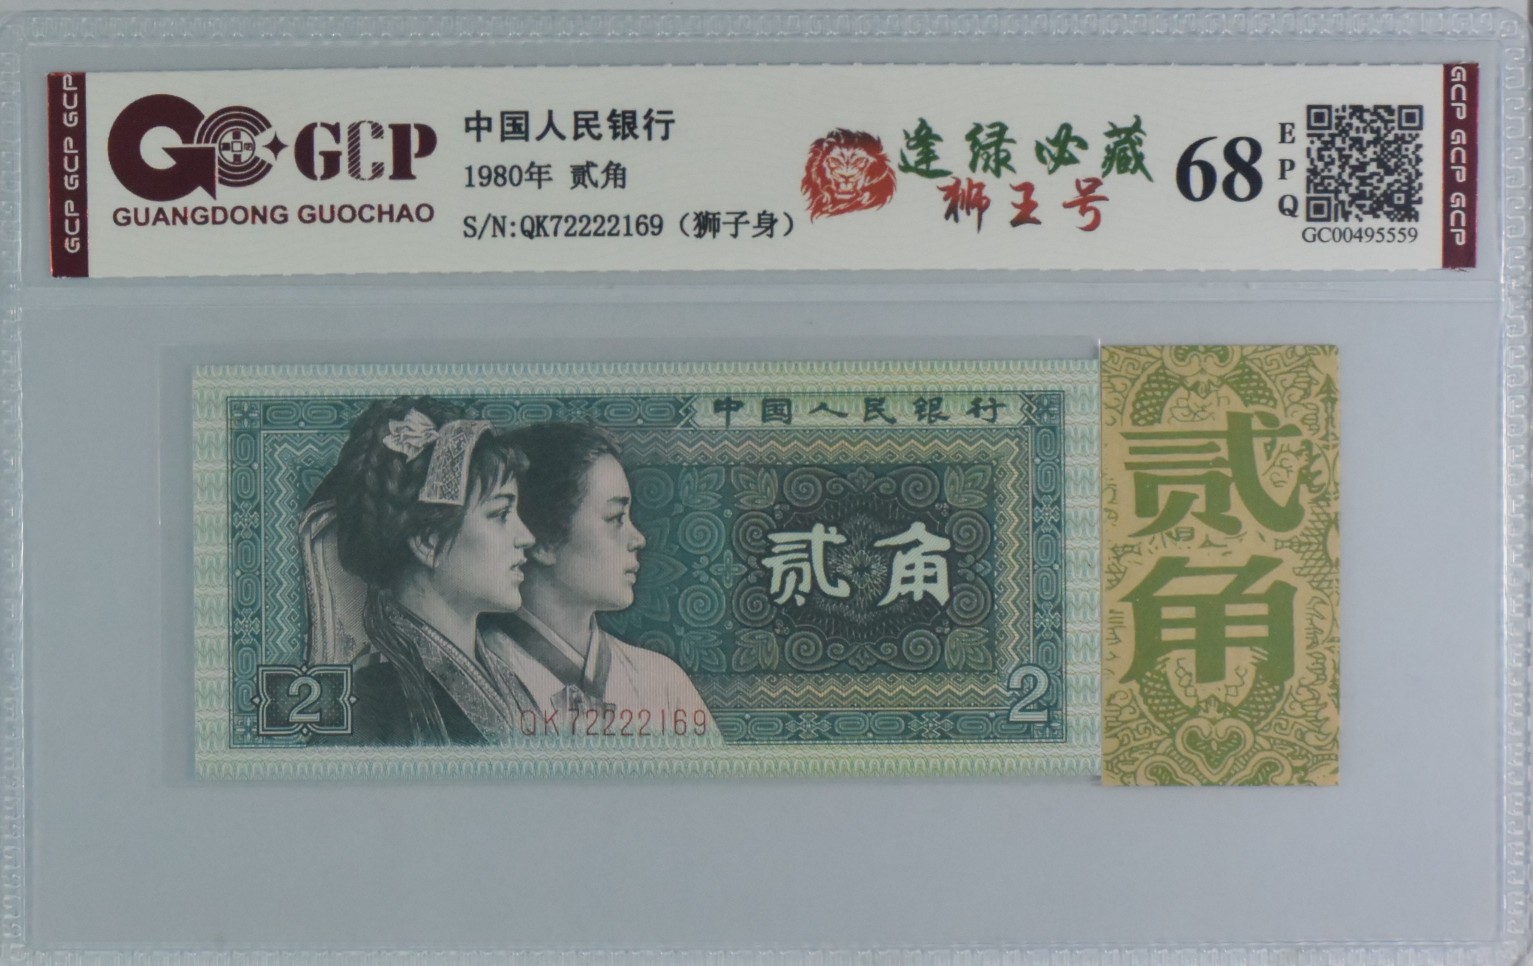 GCP GCP GCP
GCP
GUANGDONG GUOCHAO
中国人民银行
1980年 贰角
S/N:QK72222169（狮子身）
逢绿必藏
狮王号
68
EPQ
GC00495559
GCP GCP GCP
中国人民银行
贰角
2
QK72222169
2
贰角